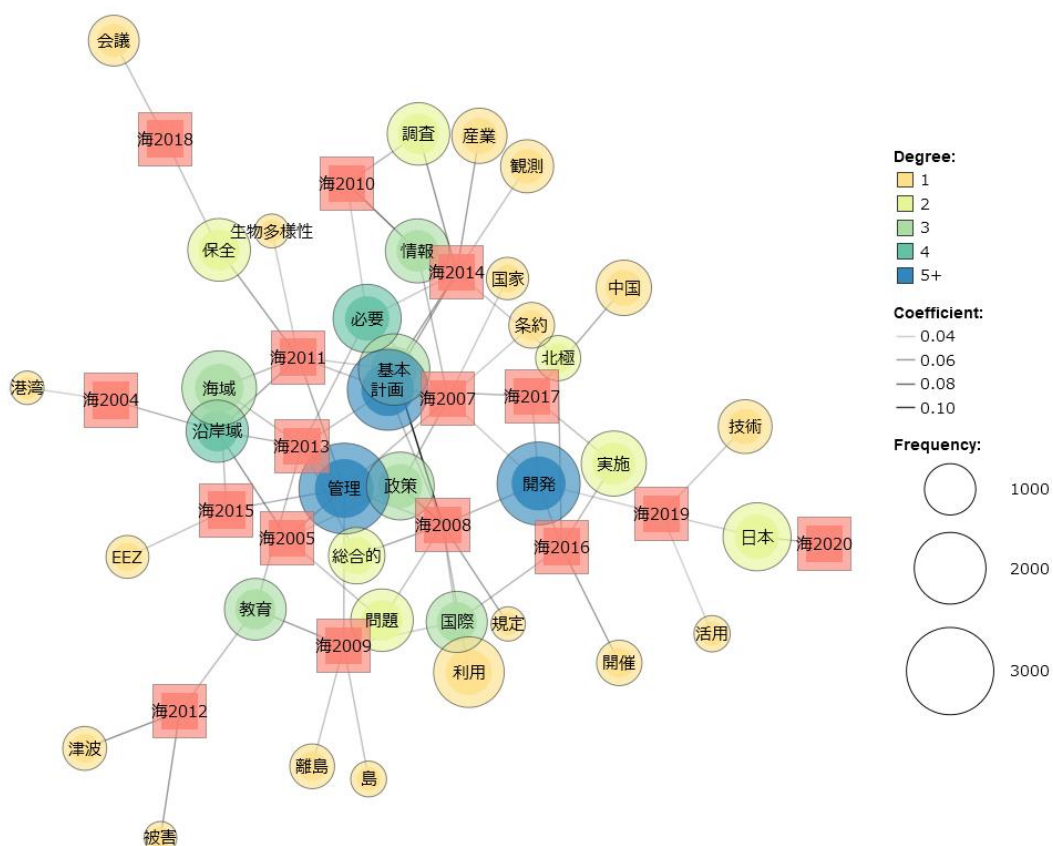 会議
海2018
調査
産業
観測
海2010
生物多様性
保全
情報
海2014
国家
中国
必要
条約
北極
海2011
基本
計画
海域
港湾
海2004
海2007
海2017
沿岸域
海2013
技術
実施
管理
政策
開発
海2015
海2005
海2008
海2019
日本
海2020
EEZ
総合的
海2016
教育
問題
国際
規定
海2009
活用
開催
利用
海2012
津波
離島
島
被害
Degree:
1
2
3
4
5+
Coefficient:
0.04
0.06
0.08
0.10
Frequency:
1000
2000
3000